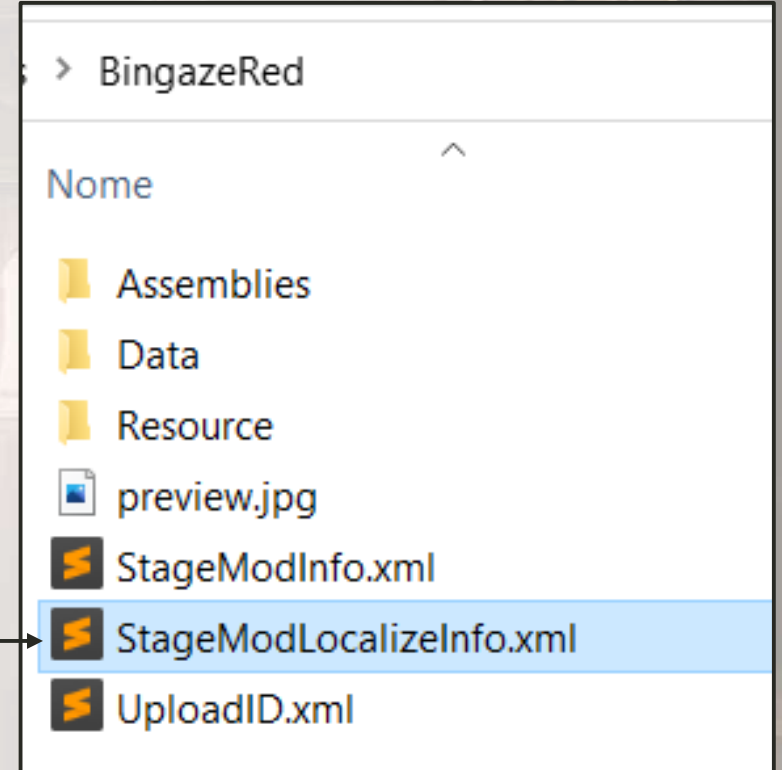 > BingazeRed
Nome
Assemblies
Data
Resource
preview.jpg
StageModInfo.xml
StageModLocalizeInfo.xml
UploadID.xml